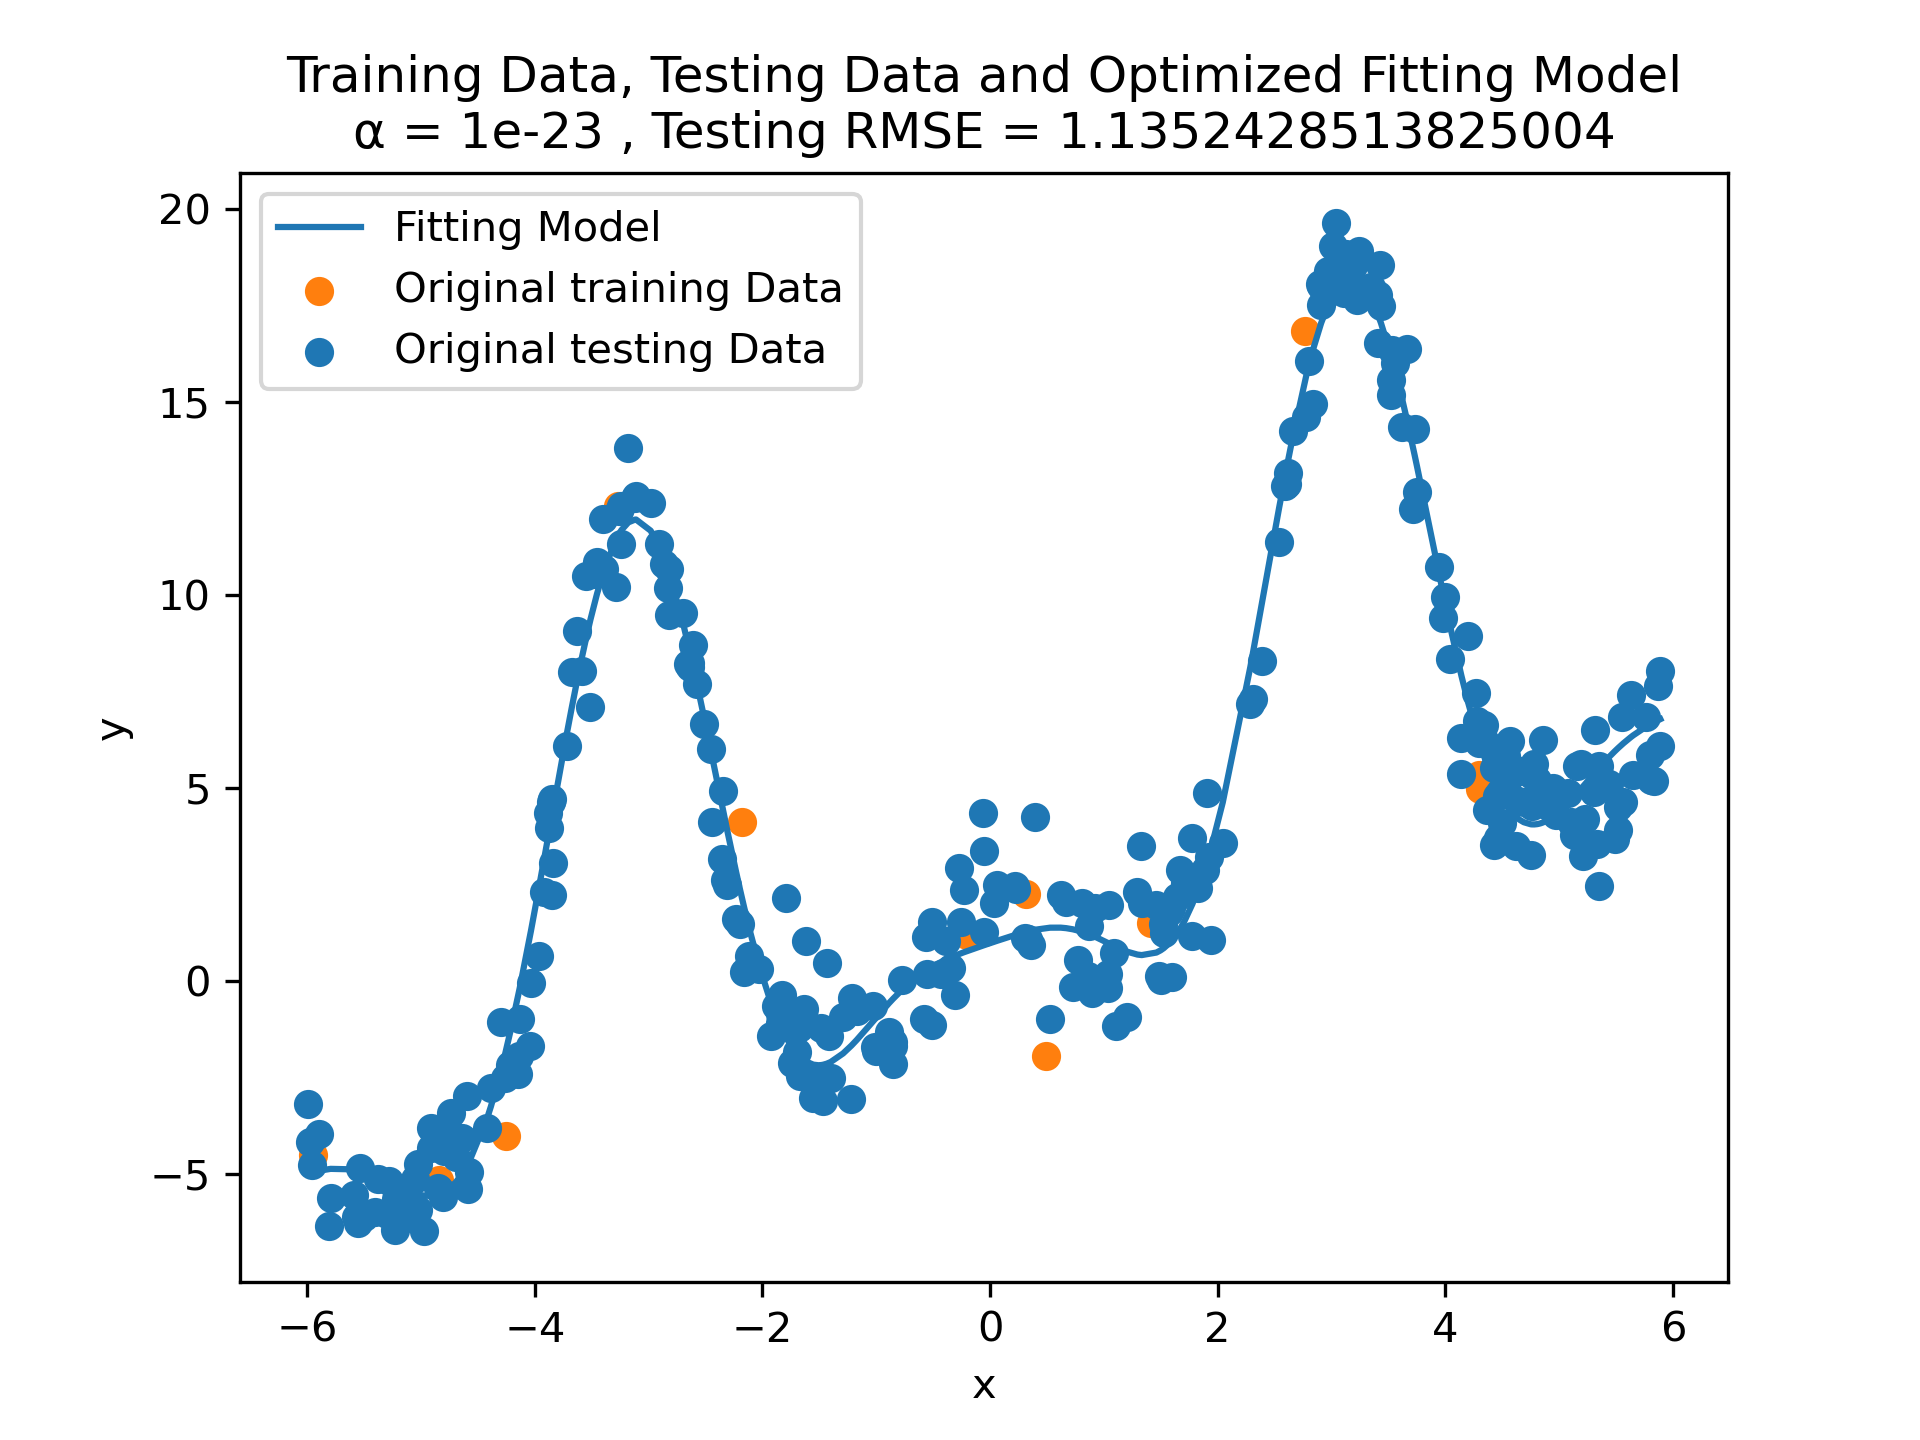 Training Data, Testing Data and Optimized Fitting Model
α = 1e-23 , Testing RMSE = 1.1352428513825004
Fitting Model
Original training Data
Original testing Data
20
15
10
5
0
−5
y
−6 −4 −2 0 2 4 6
x